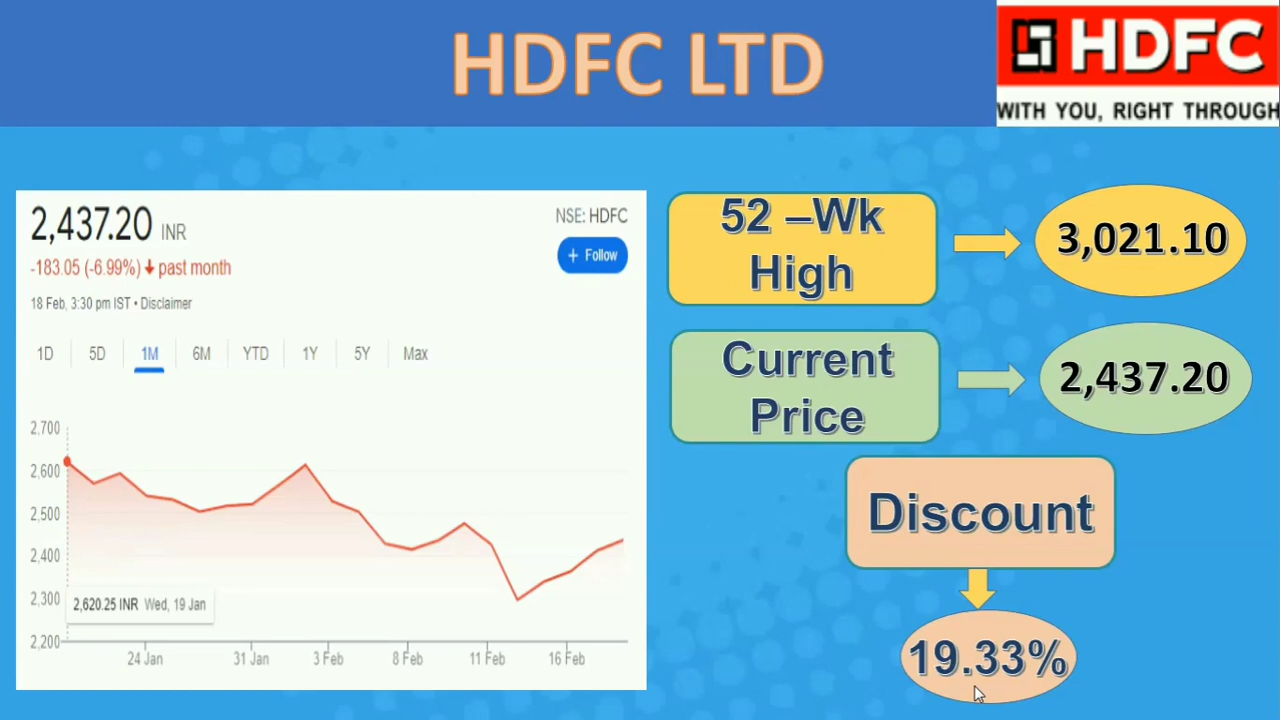 HDFC LTD
HDFC
WITH YOU, RIGHT THROUGH
2,437.20 INR
NSE: HDFC
-183.05 (-6.99%) ↓ past month
+ Follow
18 Feb, 3:30 pm IST • Disclaimer
1D 5D 1M 6M YTD 1Y 5Y Max
2,700
2,600
2,500
2,400
2,300
2,200
2,620.25 INR Wed, 19 Jan
24 Jan 31 Jan 3 Feb 8 Feb 11 Feb 16 Feb
52 –Wk
High
3,021.10
Current
Price
2,437.20
Discount
19.33%